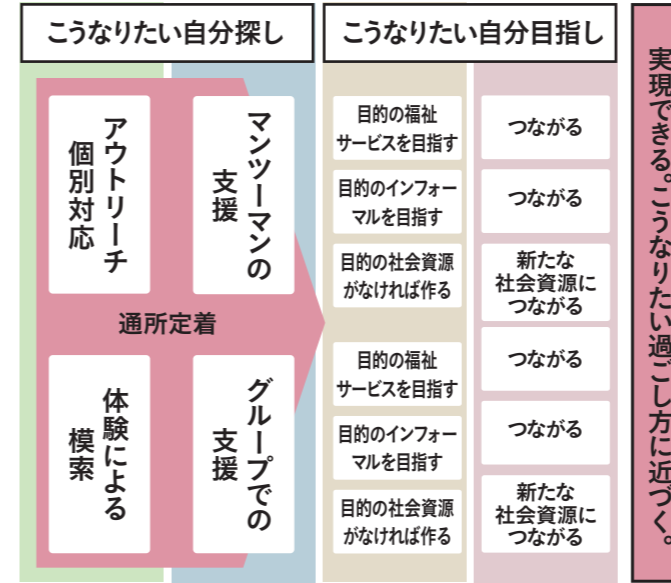 こうなりたい自分探し
こうなりたい自分目指し
アウトリーチ
個別対応
マンツーマンの
支援
通所定着
体験による
模索
グループでの
支援
目的の福祉
サービスを目指す
つながる
目的のインフォー
マルを目指す
つながる
目的の社会資源
がなければ作る
新たな
社会資源に
つながる
目的の福祉
サービスを目指す
つながる
目的のインフォー
マルを目指す
つながる
目的の社会資源
がなければ作る
新たな
社会資源に
つながる
実現できる。こうなりたい過ごし方に近づく。